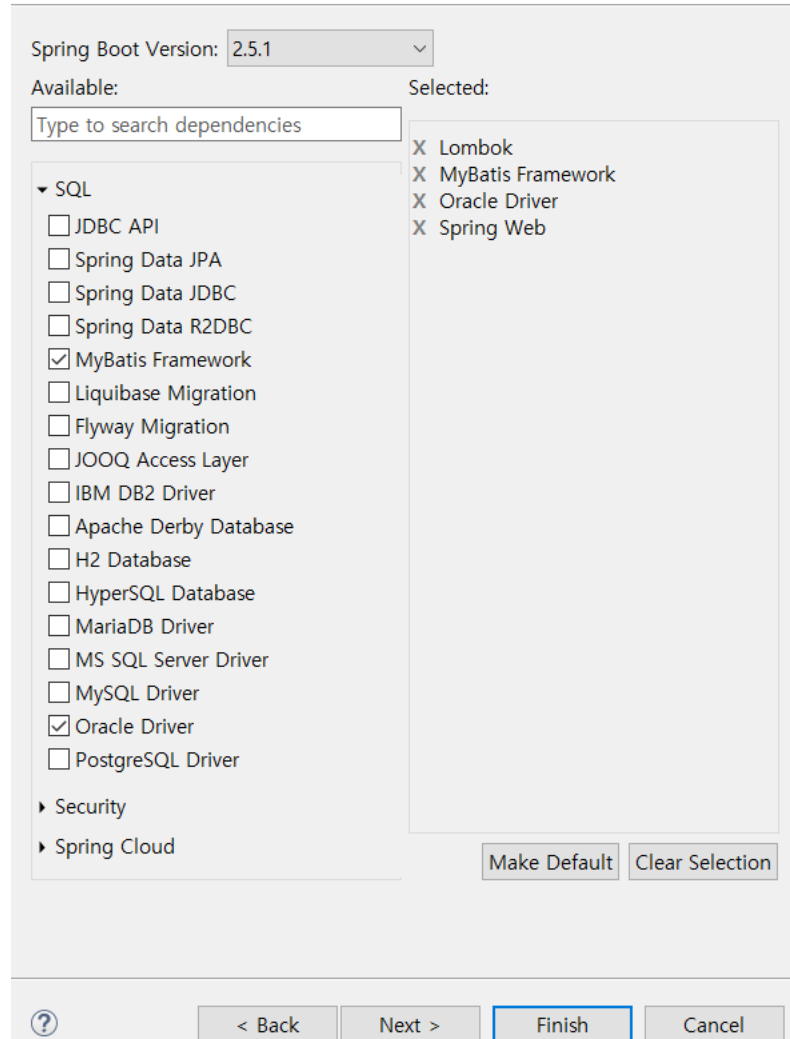 Spring Boot Version: 2.5.1
Available:
Type to search dependencies
SQL
JDBC API
Spring Data JPA
Spring Data JDBC
Spring Data R2DBC
MyBatis Framework
Liquibase Migration
Flyway Migration
JOOQ Access Layer
IBM DB2 Driver
Apache Derby Database
H2 Database
HyperSQL Database
MariaDB Driver
MS SQL Server Driver
MySQL Driver
Oracle Driver
PostgreSQL Driver
Security
Spring Cloud
Selected:
X Lombok
X MyBatis Framework
X Oracle Driver
X Spring Web
Make Default Clear Selection
? < Back Next > Finish Cancel